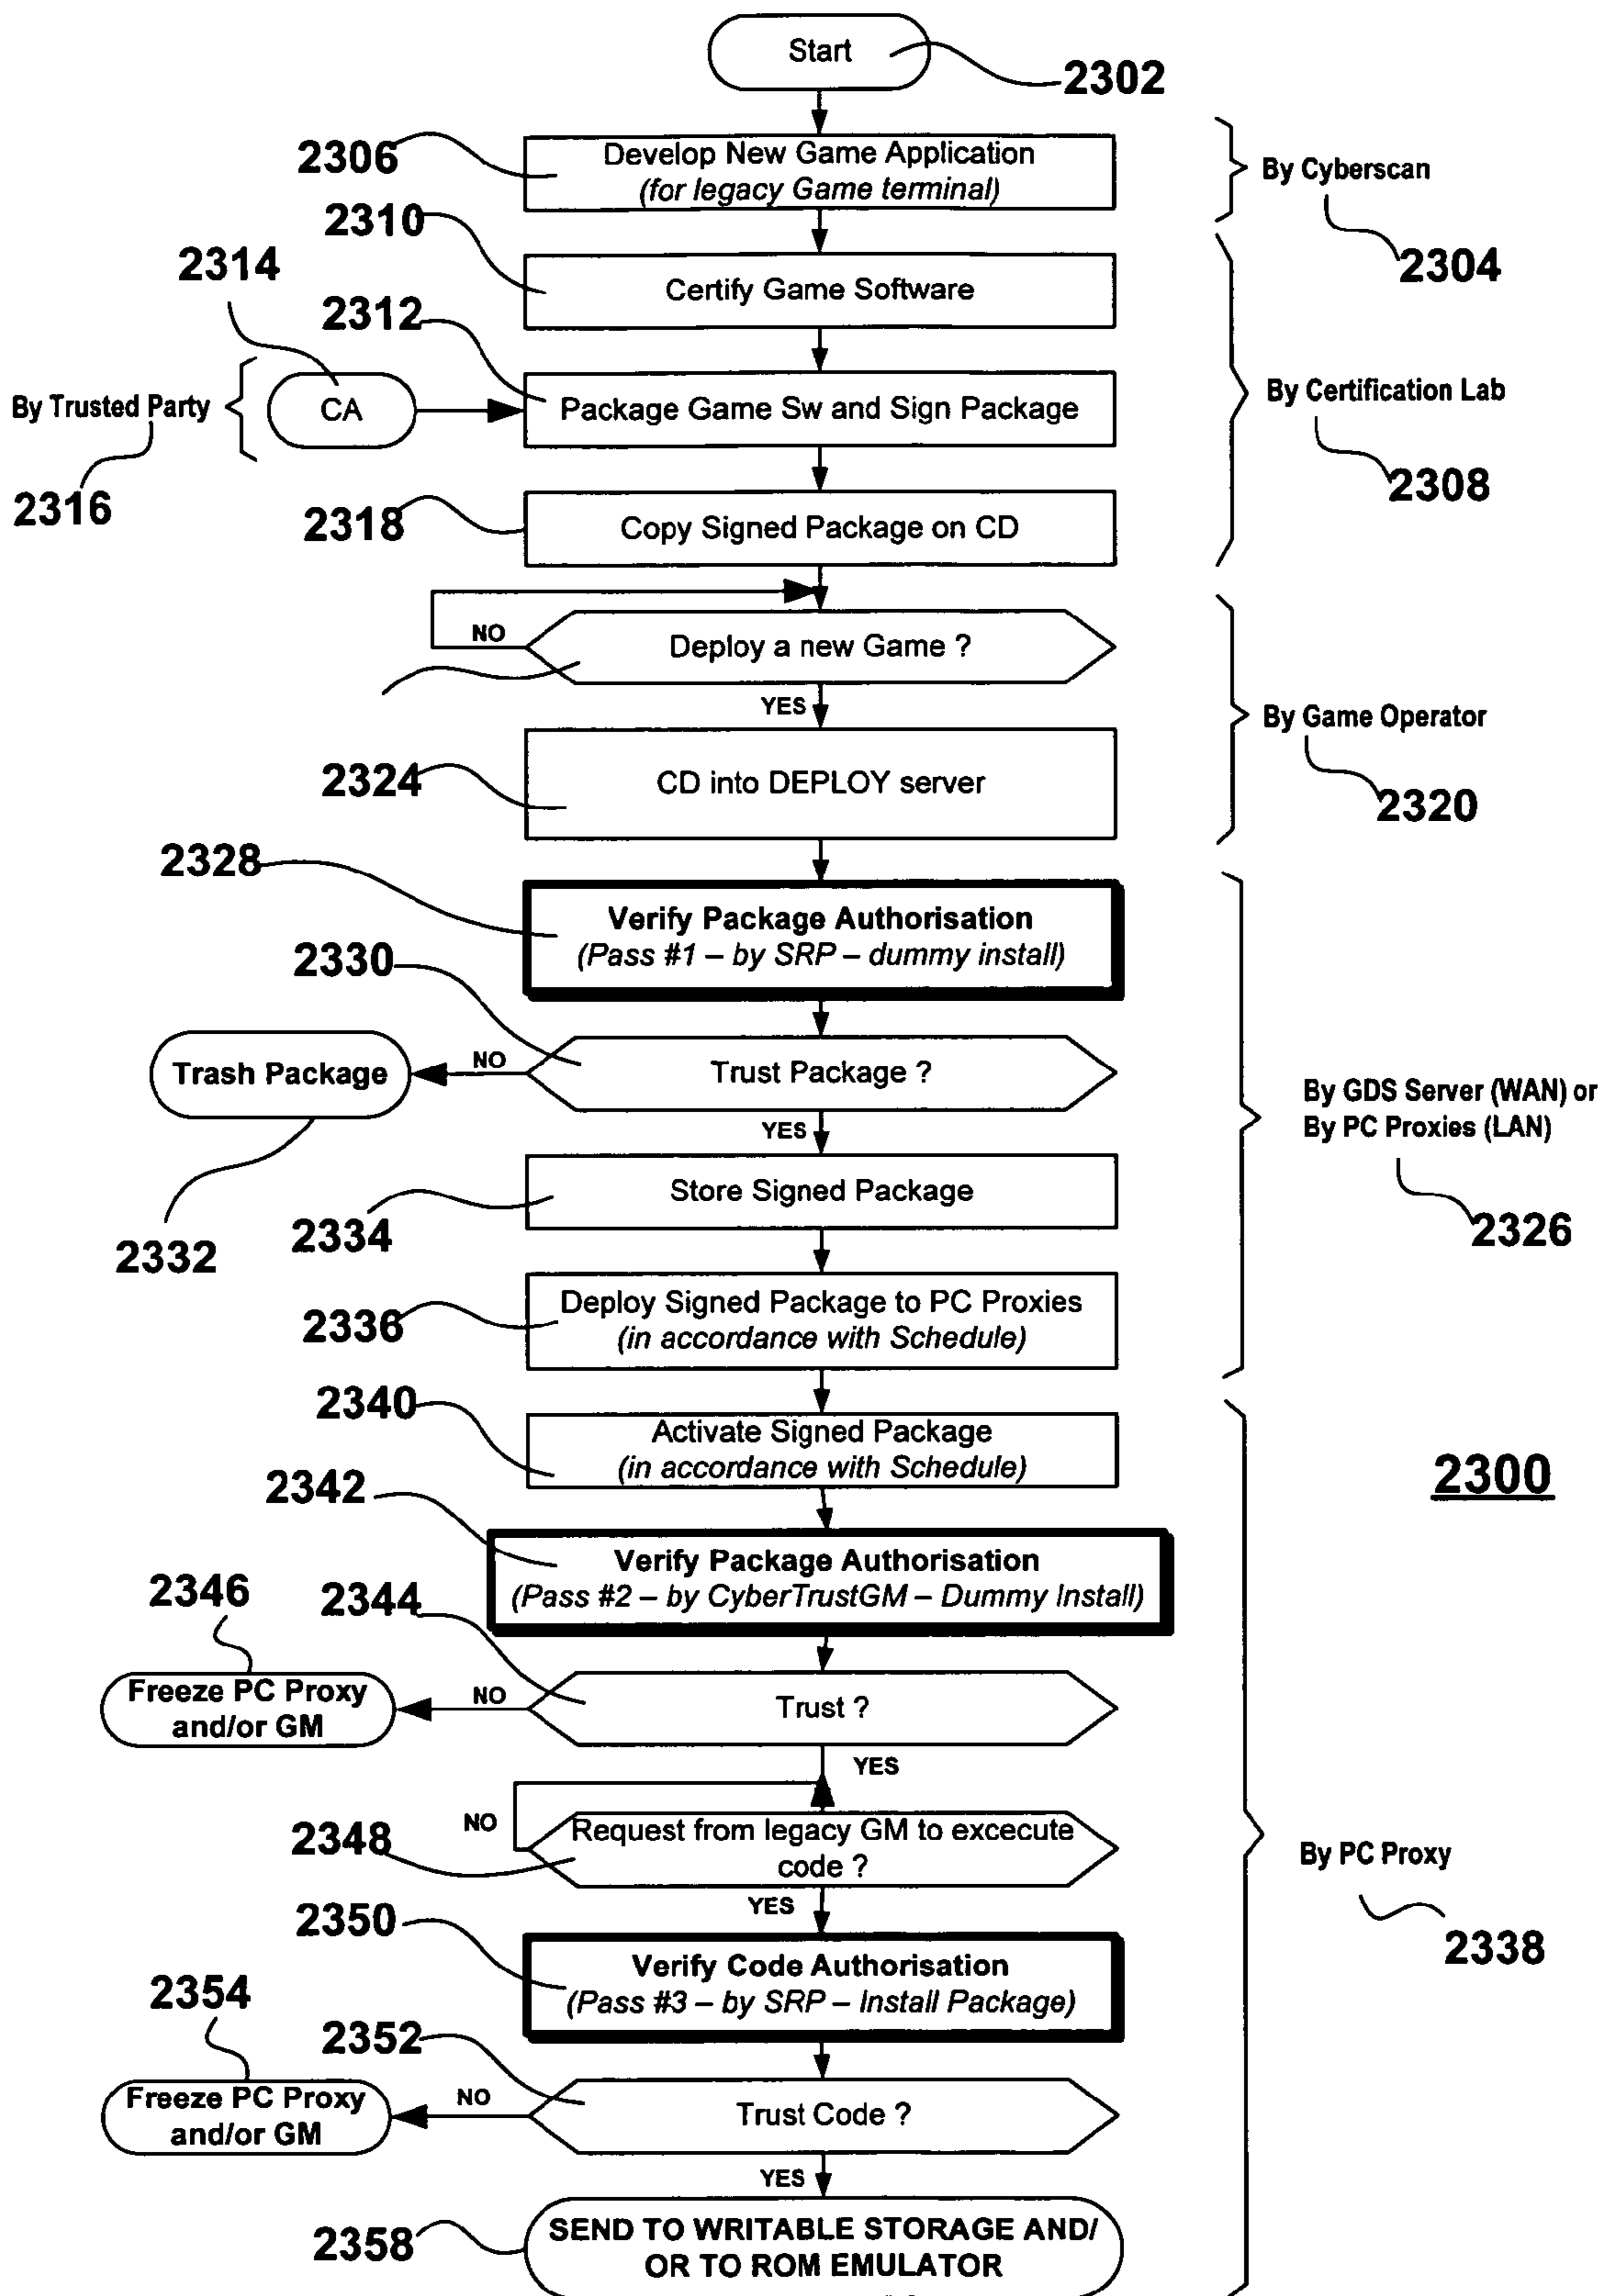 Start
2302
2306
Develop New Game Application
(for legacy Game terminal)
By Cyberscan
2304
2310
Certify Game Software
2314
2312
By Trusted Party
CA
Package Game Sw and Sign Package
By Certification Lab
2308
2316
2318
Copy Signed Package on CD
NO
Deploy a new Game ?
YES
By Game Operator
2324
CD into DEPLOY server
2320
2328
Verify Package Authorisation
(Pass #1 – by SRP – dummy install)
2330
Trash Package
NO
Trust Package ?
By GDS Server (WAN) or
By PC Proxies (LAN)
YES
2332
2334
Store Signed Package
2326
2336
Deploy Signed Package to PC Proxies
(in accordance with Schedule)
2340
Activate Signed Package
(in accordance with Schedule)
2300
2342
Verify Package Authorisation
(Pass #2 – by CyberTrustGM – Dummy Install)
2346
2344
Freeze PC Proxy
and/or GM
NO
Trust ?
YES
NO
2348
Request from legacy GM to excecute
code ?
By PC Proxy
YES
2338
2350
Verify Code Authorisation
(Pass #3 – by SRP – Install Package)
2354
2352
Freeze PC Proxy
and/or GM
NO
Trust Code ?
YES
2358
SEND TO WRITABLE STORAGE AND/
OR TO ROM EMULATOR